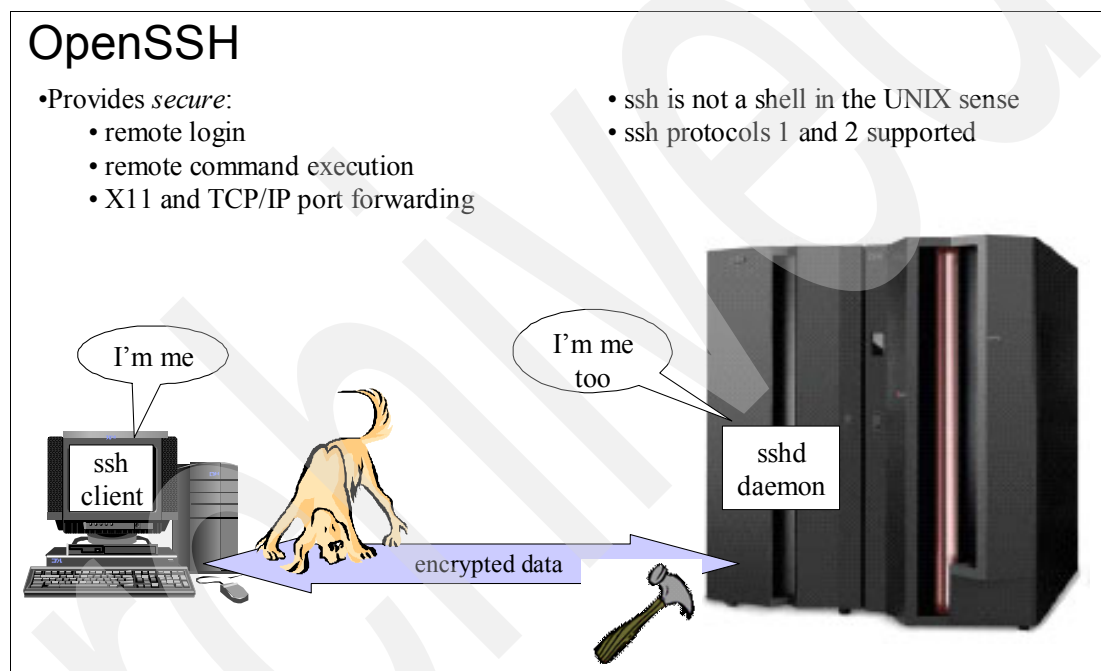 OpenSSH
•Provides secure:
• remote login
• remote command execution
• X11 and TCP/IP port forwarding
• ssh is not a shell in the UNIX sense
• ssh protocols 1 and 2 supported
I'm me
I'm me
too
ssh
client
sshd
daemon
encrypted data